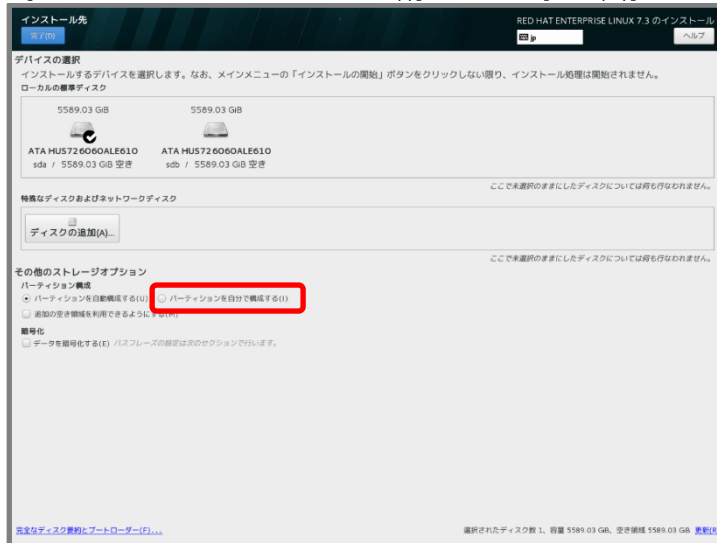 インストール先
RED HAT ENTERPRISE LINUX 7.3 のインストール
完了(D)
jp
ヘルプ
デバイスの選択
インストールするデバイスを選択します。なお、メインメニューの「インストールの開始」ボタンをクリックしない限り、インストール処理は開始されません。
ローカルの標準ディスク
5589.03 GiB
5589.03 GiB
ATA HUS726060ALE610
ATA HUS726060ALE610
sda / 5589.03 GiB 空き
sdb / 5589.03 GiB 空き
ここで未選択のままにしたディスクについては何も行なわれません。
特殊なディスクおよびネットワークディスク
ディスクの追加(A)...
ここで未選択のままにしたディスクについては何も行なわれません。
その他のストレージオプション
パーティション構成
パーティションを自動構成する(U)
パーティションを自分で構成する(I)
追加の空き領域を利用できるようにする(M)
暗号化
データを暗号化する(E) パスフレーズの設定は次のセクションで行います。
完全なディスク要約とブートローダー(F)...
選択されたディスク数 1、容量 5589.03 GiB、空き領域 5589.03 GiB 更新(R